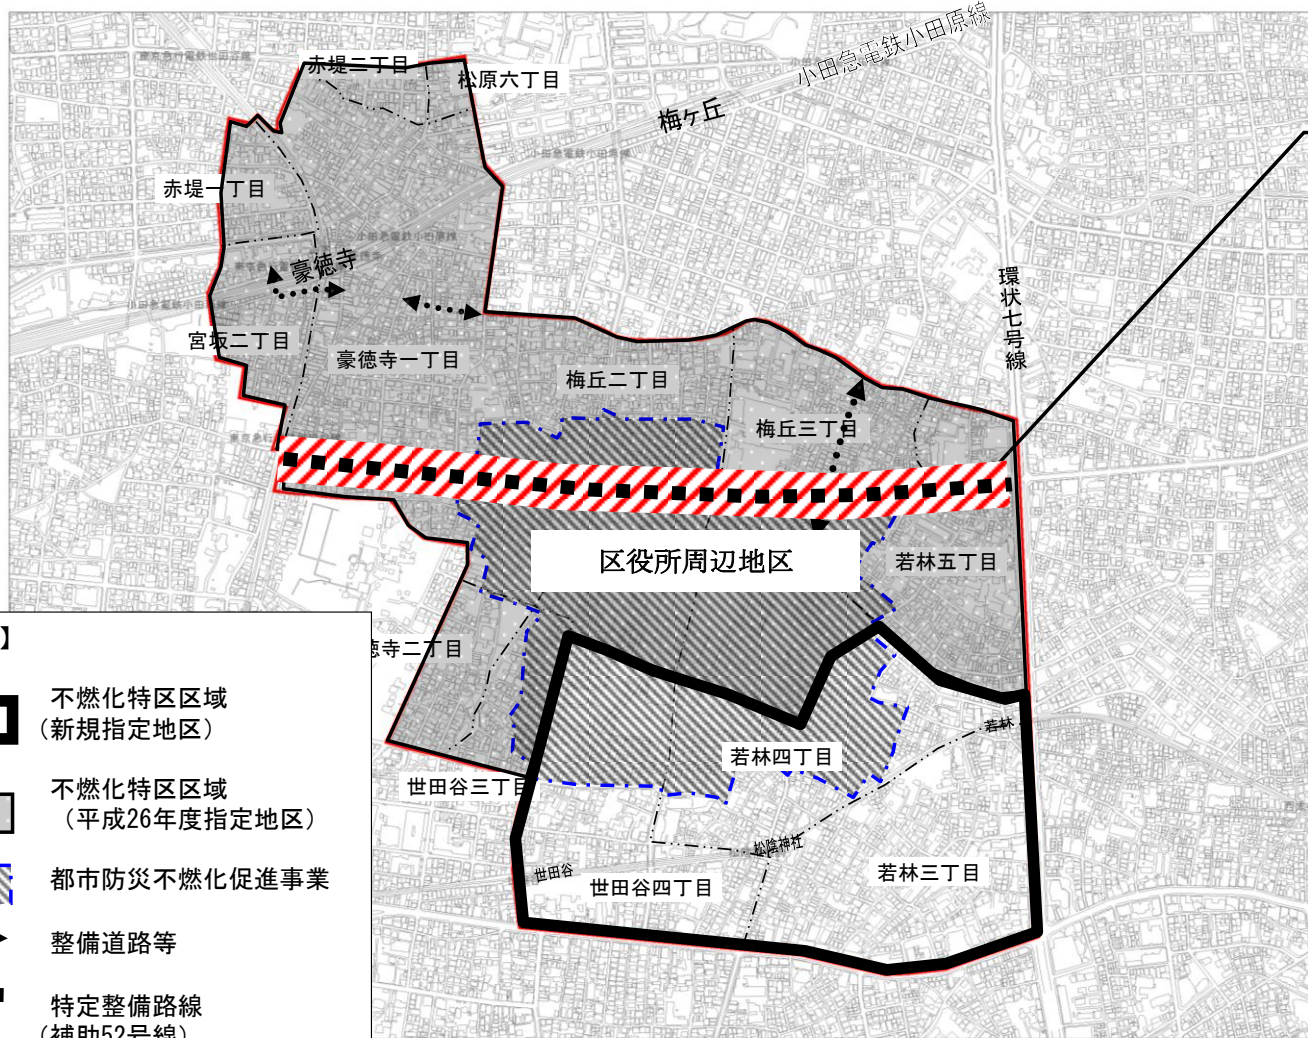 小田急電鉄小田原線
赤堤二丁目
松原六丁目
梅ヶ丘
赤堤一丁目
豪徳寺
環状七号線
宮坂二丁目
豪徳寺一丁目
梅丘二丁目
梅丘三丁目
区役所周辺地区
若林五丁目
徳寺二丁目
若林
若林四丁目
世田谷三丁目
松陰神社
世田谷
世田谷四丁目
若林三丁目
】
不燃化特区区域
（新規指定地区）
不燃化特区区域
（平成26年度指定地区）
都市防災不燃化促進事業
整備道路等
特定整備路線
（補助52号線）